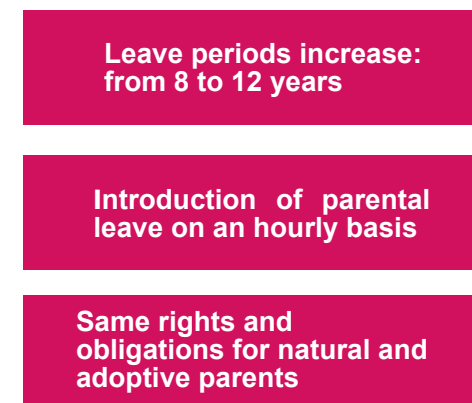 Leave periods increase:
from 8 to 12 years
Introduction of parental
leave on an hourly basis
Same rights and
obligations for natural and
adoptive parents